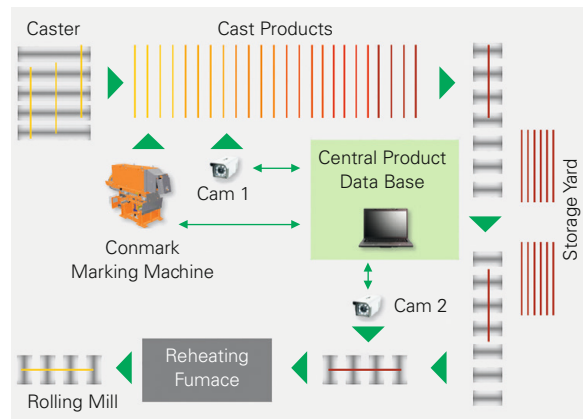 Caster
Cast Products
Cam 1
Central Product
Data Base
Conmark
Marking Machine
Storage Yard
Cam 2
Reheating
Fumace
Rolling Mill